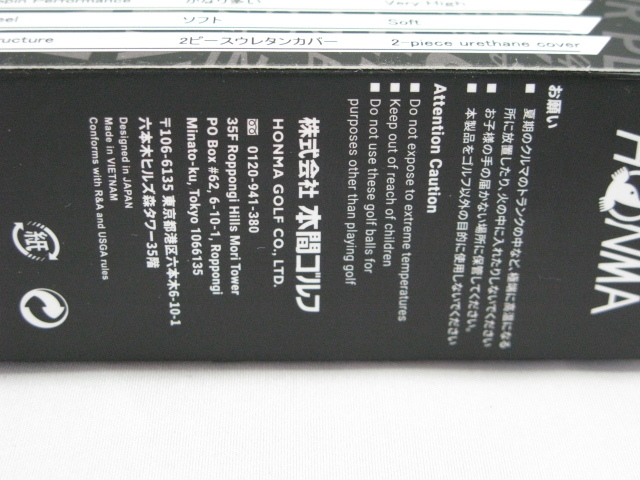 Spin Performance かなり高い Very High
ソフト Soft
2ピースウレタンカバー 2-piece urethane cover
HONMA
お願い
■ 夏期のクルマのトランクの中など、極端に高温になる
所に放置したり、火の中に入れたりしないでください
■ お子様の手の届かない場所に保管してください
■ 本製品をゴルフ以外の目的に使用しないでください
Attention Caution
■ Do not expose to extreme temperatures
■ Keep out of reach of children
■ Do not use these golf balls for
purposes other than playing golf
株式会社 本間ゴルフ
HONMA GOLF CO., LTD.
0120-941-380
35F Roppongi Hills Mori Tower
PO Box #62, 6-10-1, Roppongi
Minato-ku, Tokyo 1066135
〒106-6135 東京都港区六本木6-10-1
六本木ヒルズ森タワー35階
Designed in JAPAN
Made in VIETNAM
Conforms with R&A and USGA rules
紙